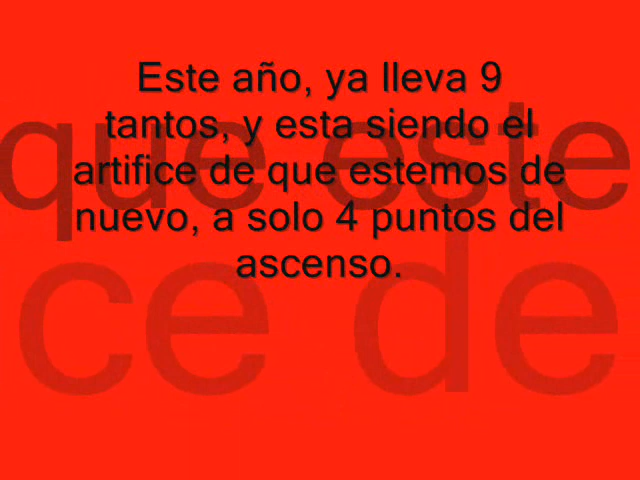 Este año, ya lleva 9
tantos, y esta siendo el
artifice de que estemos de
nuevo, a solo 4 puntos del
ascenso.
que este
ce de